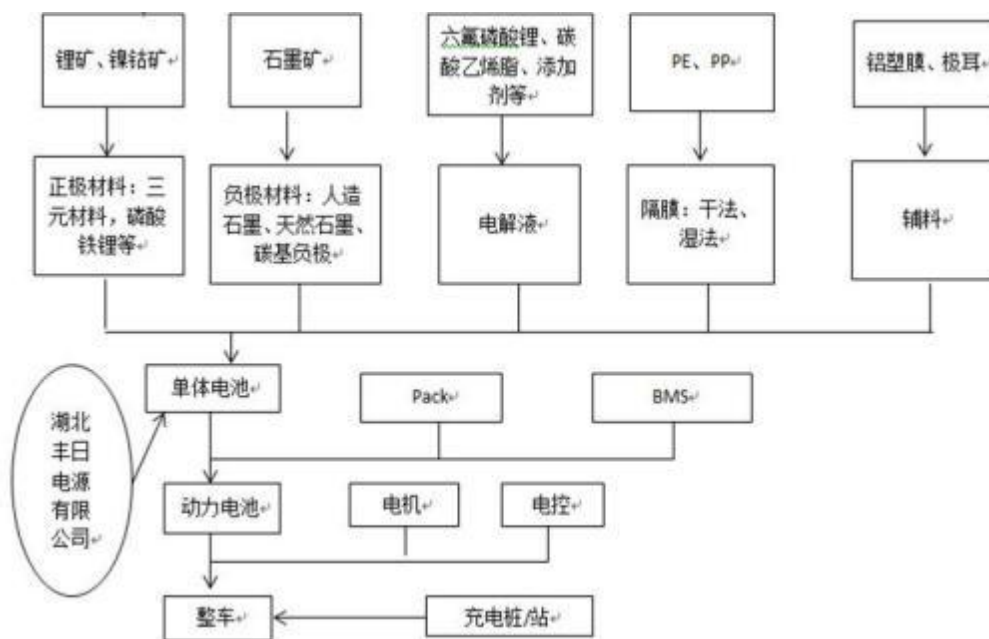 锂矿、镍钴矿
石墨矿
六氟磷酸锂、碳
酸乙烯脂、添加
剂等
PE、PP
铝塑膜、极耳
正极材料：三
元材料，磷酸
铁锂等
负极材料：人造
石墨、天然石墨、
碳基负极
电解液
隔膜：干法、
湿法
辅料
单体电池
Pack
BMS
湖北
丰日
电源
有限
公司
动力电池
电机
电控
整车
充电桩/站